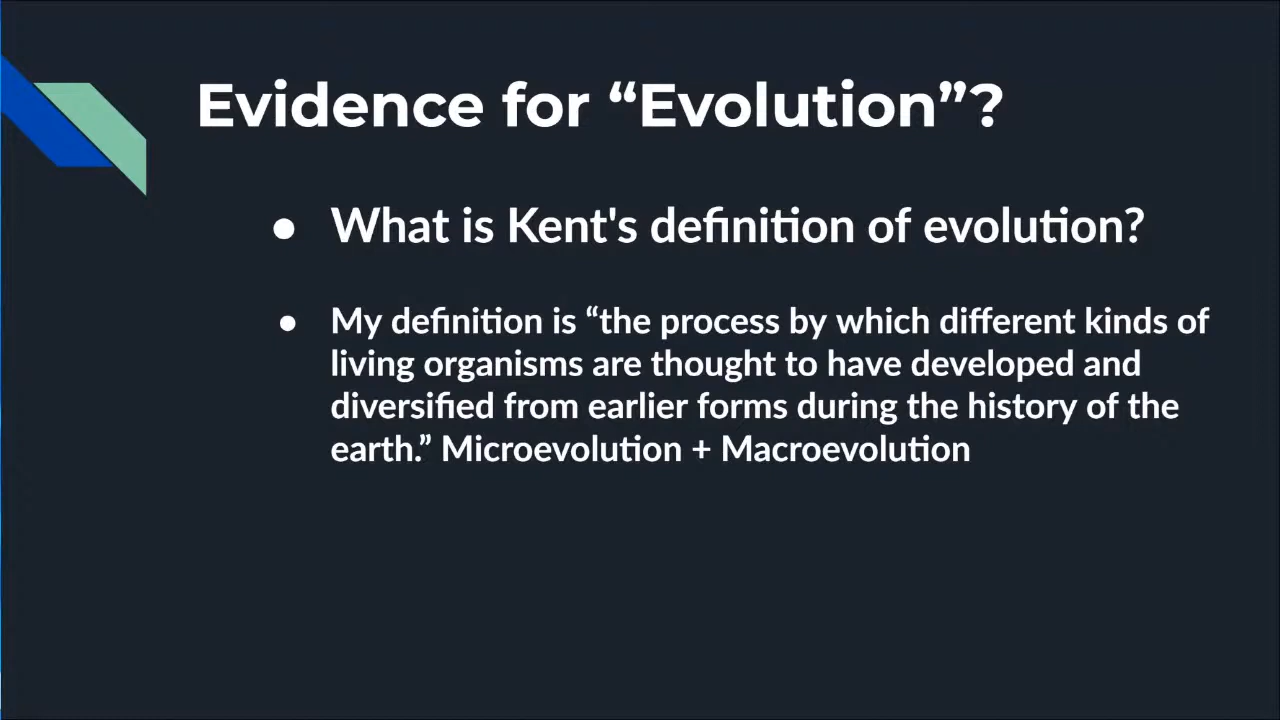 Evidence for “Evolution”?
● What is Kent's definition of evolution?
● My definition is “the process by which different kinds of
living organisms are thought to have developed and
diversified from earlier forms during the history of the
earth.” Microevolution + Macroevolution